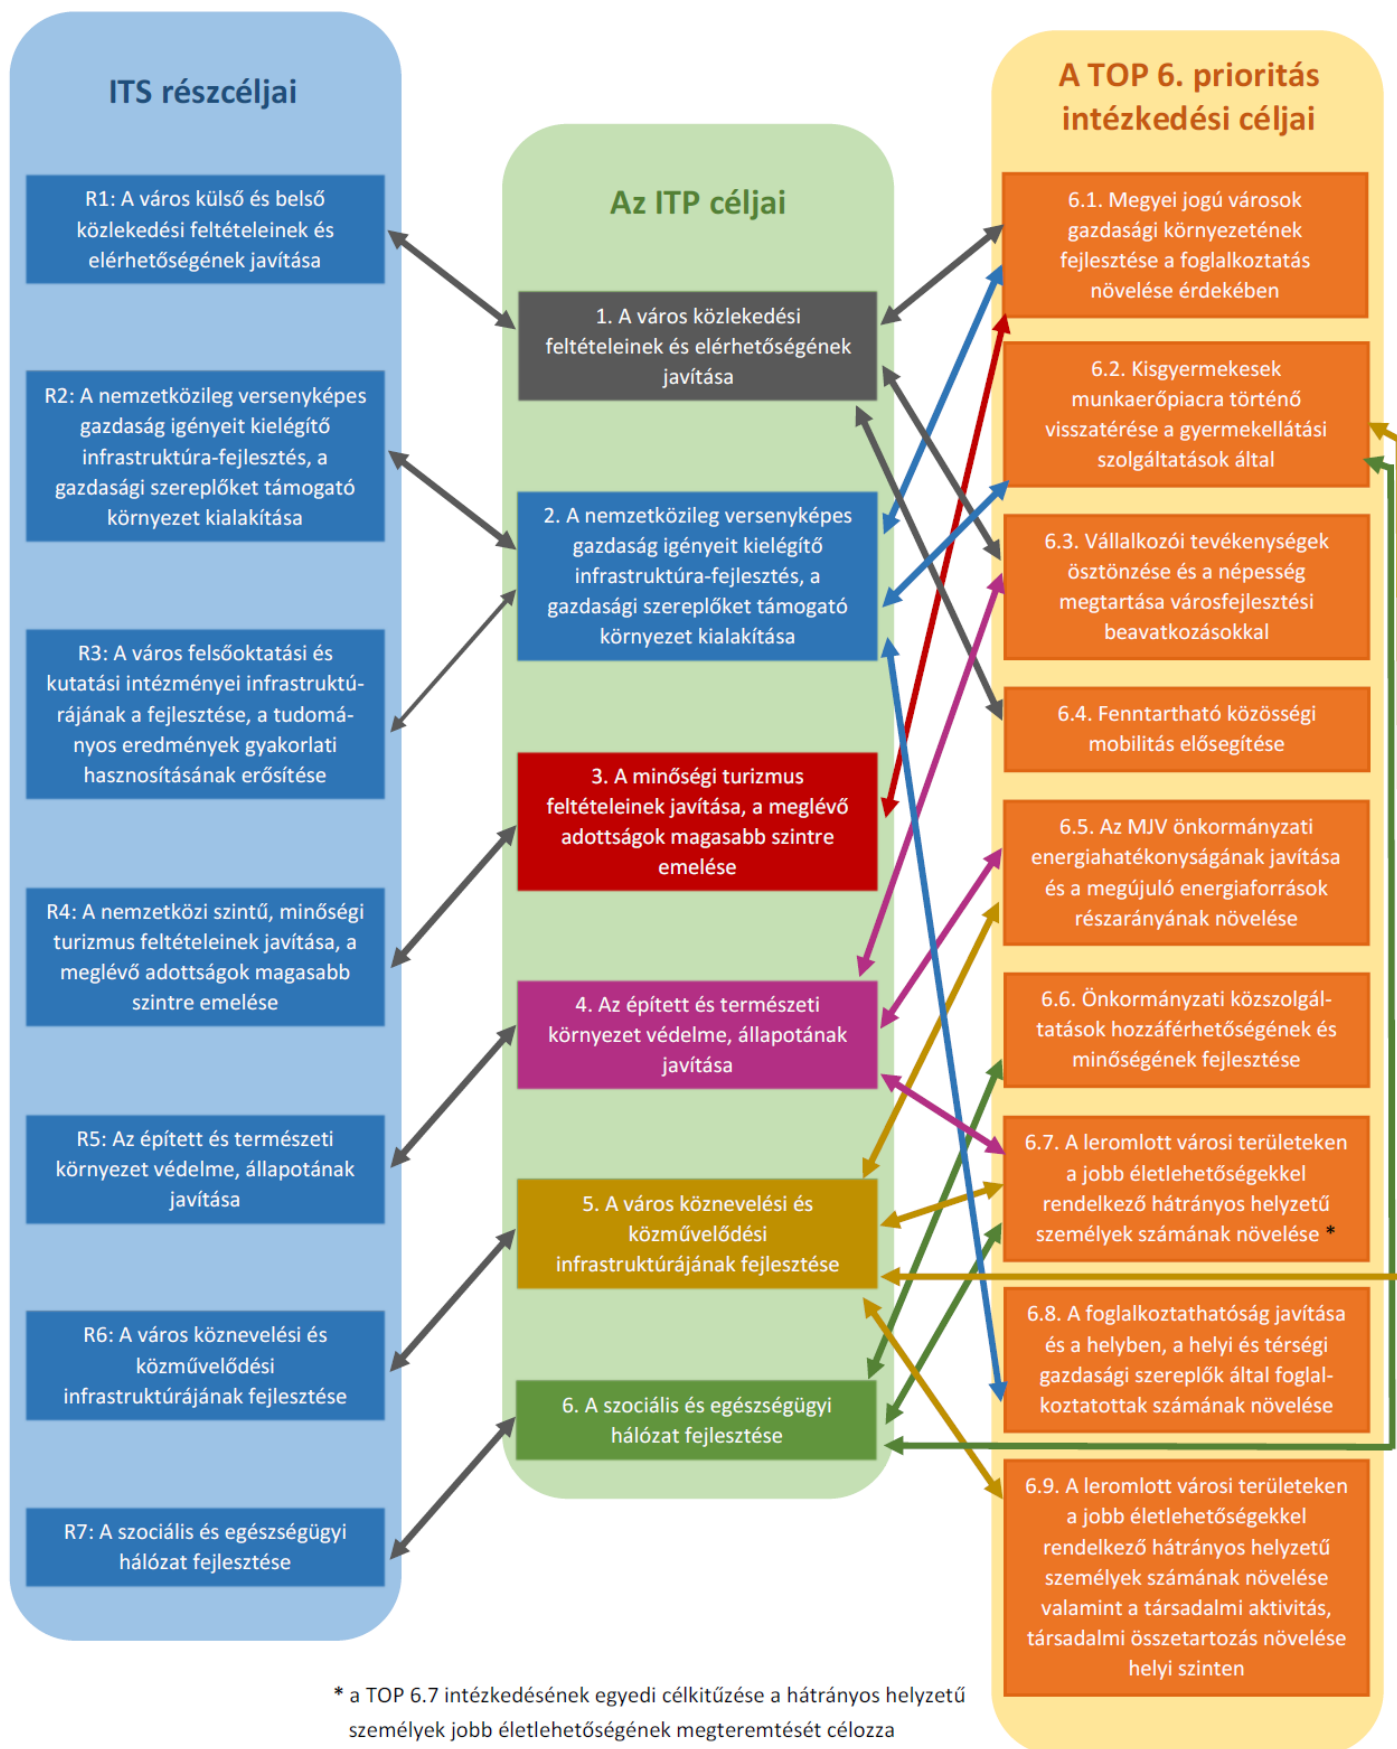 ITS részcéljai
R1: A város külső és belső
közlekedési feltételeinek és
elérhetőségének javítása
R2: A nemzetközileg versenyképes
gazdaság igényeit kielégítő
infrastruktúra-fejlesztés, a
gazdasági szereplőket támogató
környezet kialakítása
R3: A város felsőoktatási és
kutatási intézményei infrastruktú-
rájának a fejlesztése, a tudomá-
nyos eredmények gyakorlati
hasznosításának erősítése
R4: A nemzetközi szintű, minőségi
turizmus feltételeinek javítása, a
meglévő adottságok magasabb
szintre emelése
R5: Az épített és természeti
környezet védelme, állapotának
javítása
R6: A város köznevelési és
közművelődési
infrastruktúrájának fejlesztése
R7: A szociális és egészségügyi
hálózat fejlesztése
Az ITP céljai
1. A város közlekedési
feltételeinek és elérhetőségének
javítása
2. A nemzetközileg versenyképes
gazdaság igényeit kielégítő
infrastruktúra-fejlesztés, a
gazdasági szereplőket támogató
környezet kialakítása
3. A minőségi turizmus
feltételeinek javítása, a meglévő
adottságok magasabb szintre
emelése
4. Az épített és természeti
környezet védelme, állapotának
javítása
5. A város köznevelési és
közművelődési
infrastruktúrájának fejlesztése
6. A szociális és egészségügyi
hálózat fejlesztése
A TOP 6. prioritás
intézkedési céljai
6.1. Megyei jogú városok
gazdasági környezetének
fejlesztése a foglalkoztatás
növelése érdekében
6.2. Kisgyermekesek
munkaerőpiacra történő
visszatérése a gyermekellátási
szolgáltatások által
6.3. Vállalkozói tevékenységek
ösztönzése és a népesség
megtartása városfejlesztési
beavatkozásokkal
6.4. Fenntartható közösségi
mobilitás elősegítése
6.5. Az MJV önkormányzati
energiahatékonyságának javítása
és a megújuló energiaforrások
részarányának növelése
6.6. Önkormányzati közszolgál-
tatások hozzáférhetőségének és
minőségének fejlesztése
6.7. A leromlott városi területeken
a jobb életlehetőségekkel
rendelkező hátrányos helyzetű
személyek számának növelése *
6.8. A foglalkoztathatóság javítása
és a helyben, a helyi és térségi
gazdasági szereplők által foglal-
koztatottak számának növelése
6.9. A leromlott városi területeken
a jobb életlehetőségekkel
rendelkező hátrányos helyzetű
személyek számának növelése
valamint a társadalmi aktivitás,
társadalmi összetartozás növelése
helyi szinten
* a TOP 6.7 intézkedésének egyedi célkitűzése a hátrányos helyzetű
személyek jobb életlehetőségének megteremtését célozza